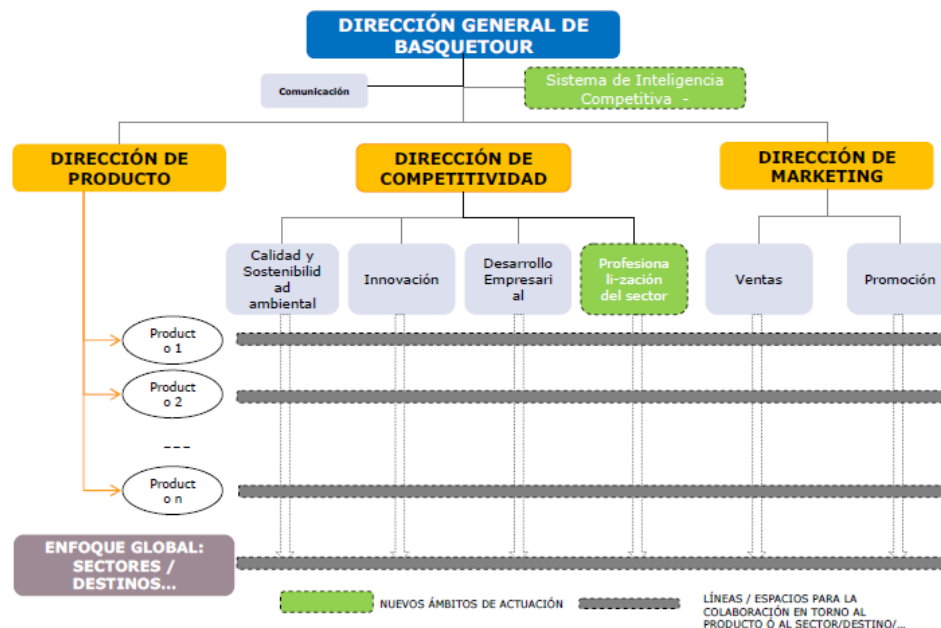 DIRECCIÓN GENERAL DE
BASQUETOUR
Comunicación
Sistema de Inteligencia
Competitiva -
DIRECCIÓN DE
PRODUCTO
DIRECCIÓN DE
COMPETITIVIDAD
DIRECCIÓN DE
MARKETING
Calidad y
Sostenibilid
ad
ambiental
Innovación
Desarrollo
Empresari
al
Profesiona
li-zación
del sector
Ventas
Promoción
Product
o 1
Product
o 2
---
Product
o n
ENFOQUE GLOBAL:
SECTORES /
DESTINOS...
NUEVOS ÁMBITOS DE ACTUACIÓN
LÍNEAS / ESPACIOS PARA LA
COLABORACIÓN EN TORNO AL
PRODUCTO Ó AL SECTOR/DESTINO/...